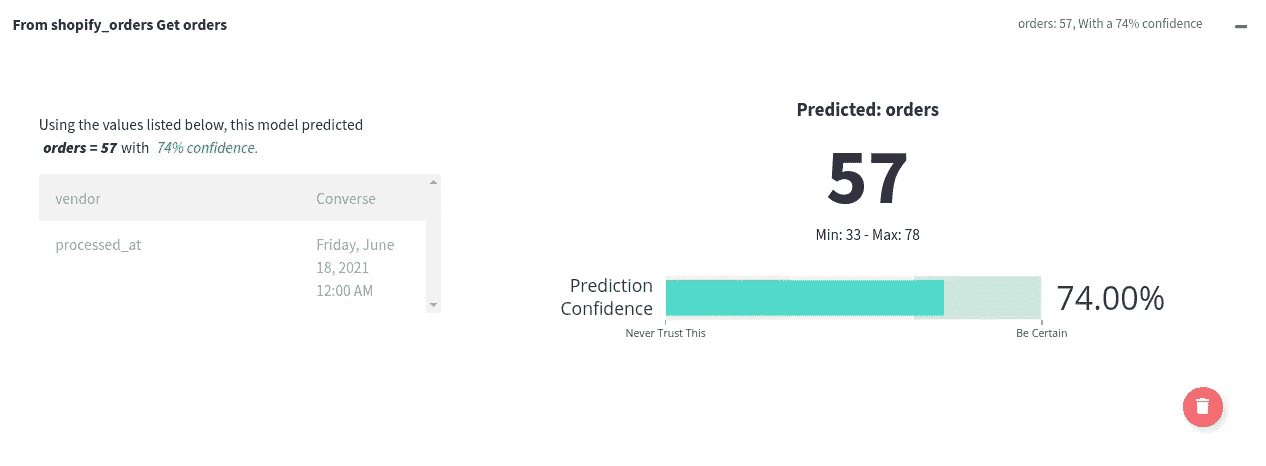 From shopify_orders Get orders
orders: 57, With a 74% confidence
Using the values listed below, this model predicted
orders = 57 with 74% confidence.
vendor Converse
processed_at Friday, June
18, 2021
12:00 AM
Predicted: orders
57
Min: 33 - Max: 78
Prediction
Confidence
74.00%
Never Trust This Be Certain